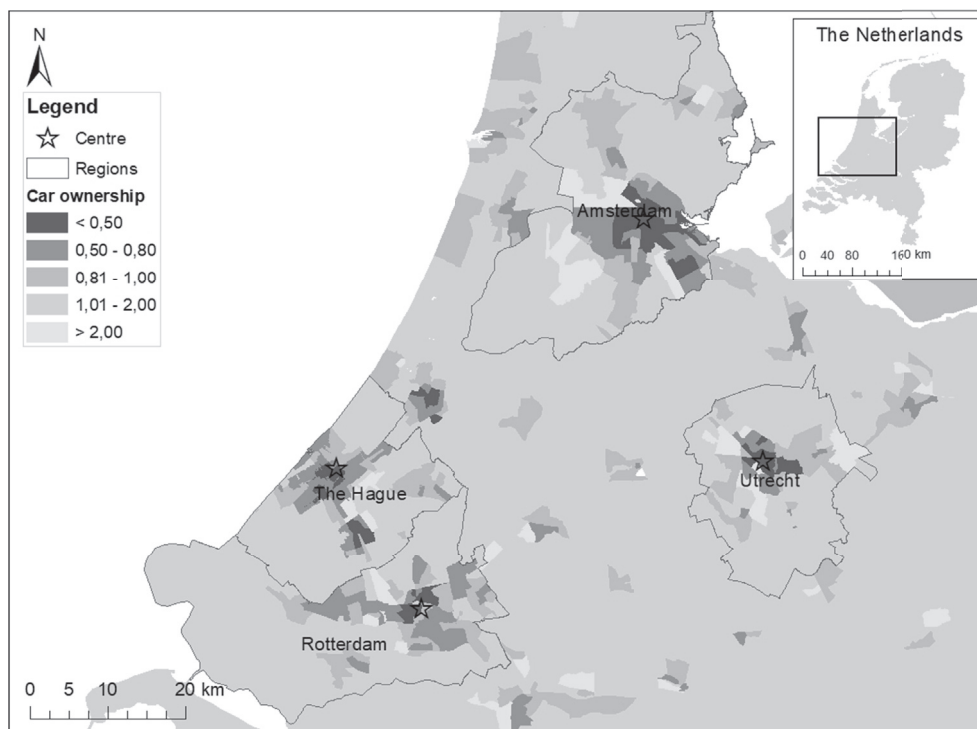 N
Legend
Centre
Regions
Car ownership
< 0,50
0,50 - 0,80
0,81 - 1,00
1,01 - 2,00
> 2,00
The Netherlands
0 40 80 160 km
Amsterdam
The Hague
Utrecht
Rotterdam
0 5 10 20 km